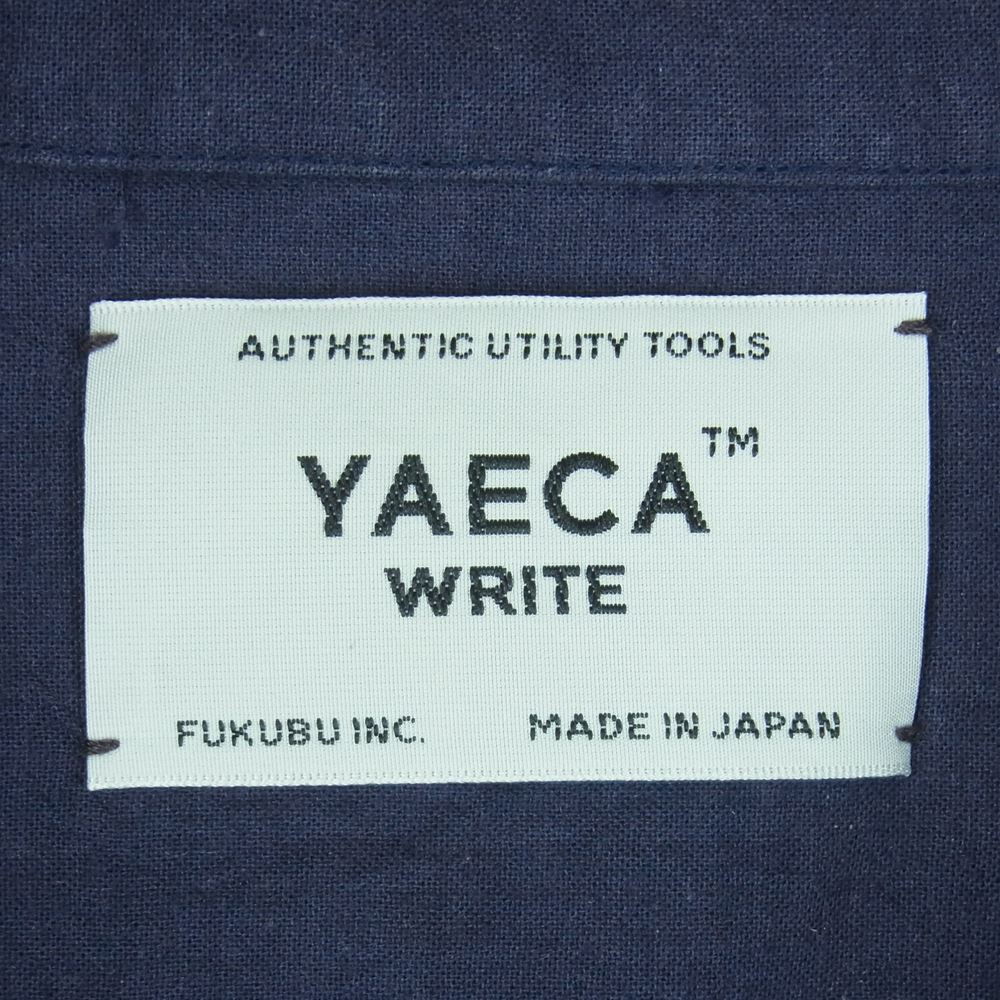 AUTHENTIC UTILITY TOOLS
YAECA™
WRITE
FUKUBU INC. MADE IN JAPAN